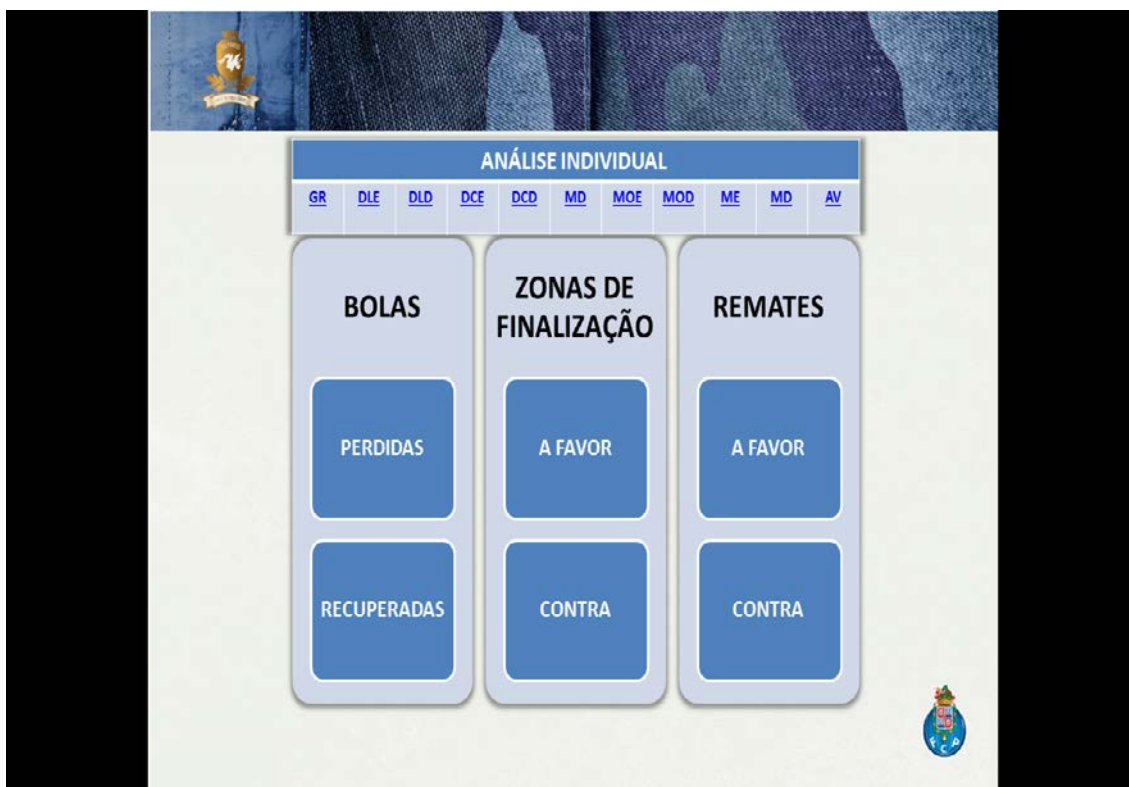 ANÁLISE INDIVIDUAL
GR DLE DLD DCE DCD MD MOE MOD ME MD AV
BOLAS
PERDIDAS
RECUPERADAS
ZONAS DE
FINALIZAÇÃO
A FAVOR
CONTRA
REMATES
A FAVOR
CONTRA
F C P